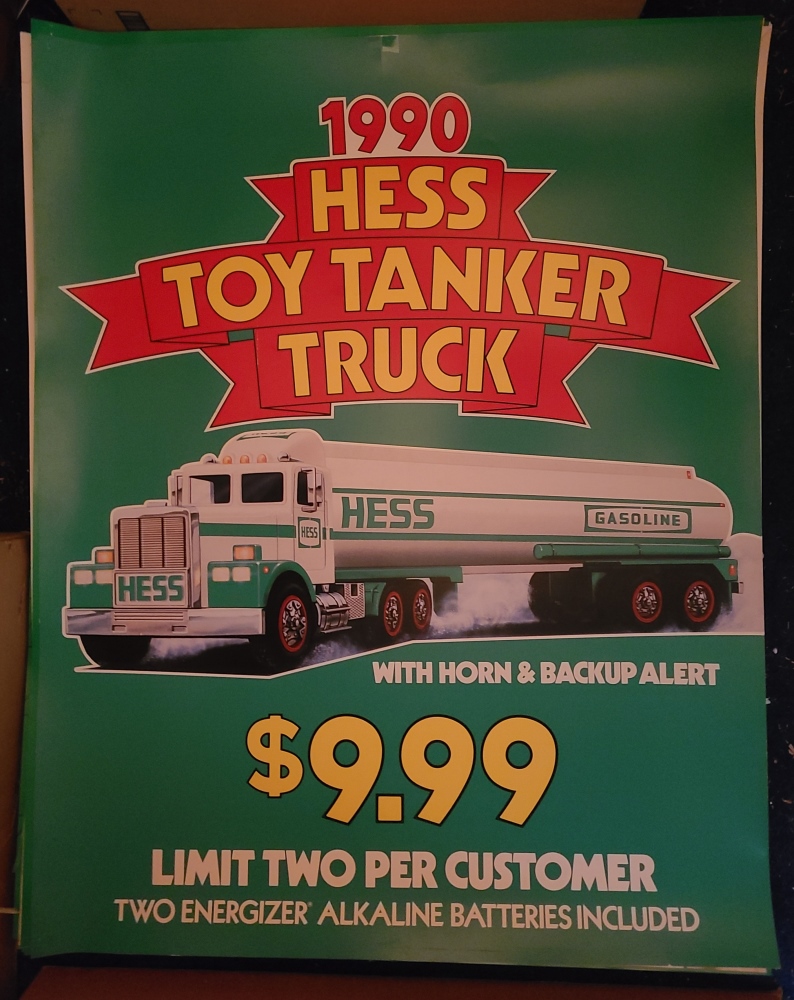 1990
HESS
TOY TANKER
TRUCK
HESS
GASOLINE
HESS
HESS
WITH HORN & BACKUP ALERT
$9.99
LIMIT TWO PER CUSTOMER
TWO ENERGIZER® ALKALINE BATTERIES INCLUDED